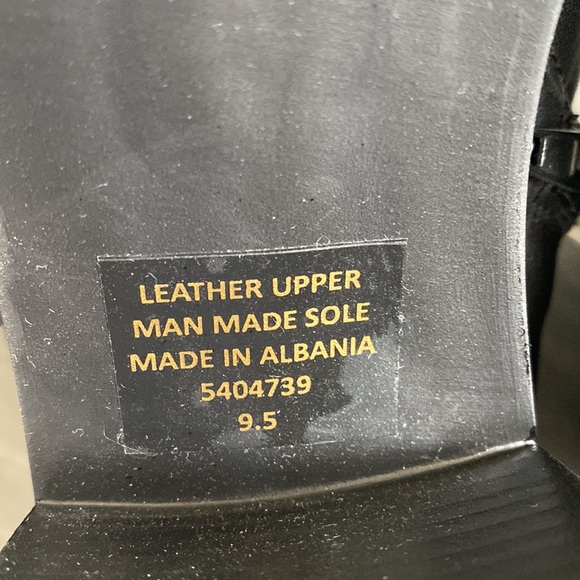 LEATHER UPPER
MAN MADE SOLE
MADE IN ALBANIA
5404739
9.5